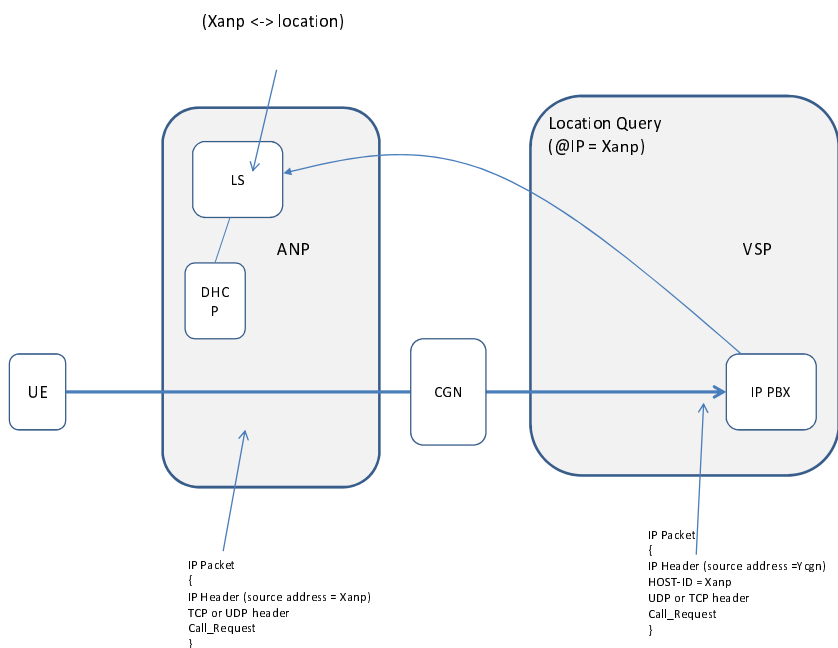 (Xanp <-> location)
Location Query
(@IP = Xanp)
LS
ANP
VSP
DHC
P
UE
CGN
IP PBX
IP Packet
{
IP Header (source address = Xanp)
TCP or UDP header
Call_Request
}
IP Packet
{
IP Header (source address =Ycgn)
HOST-ID = Xanp
UDP or TCP header
Call_Request
}